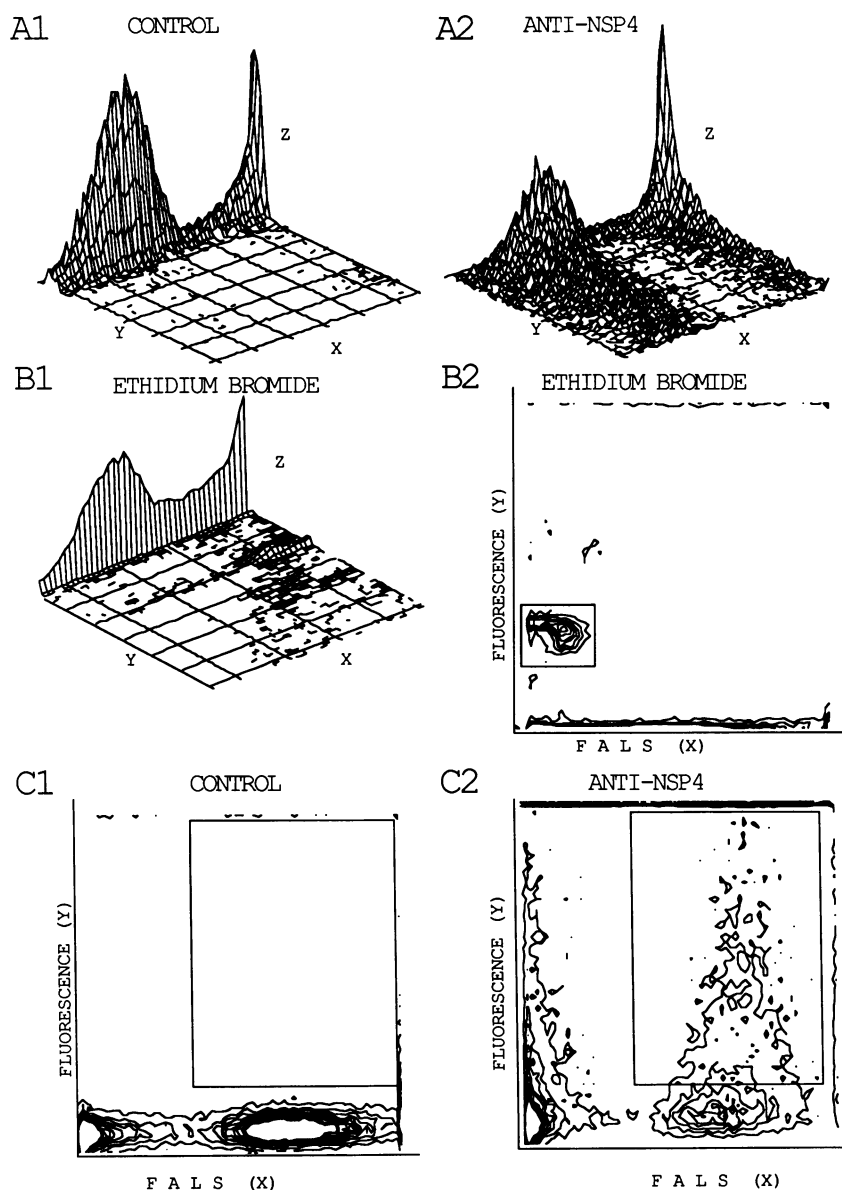 A1 CONTROL
A2 ANTI-NSP4
Z
Z
Y
X
Y
X
B1 ETHIDIUM BROMIDE
B2 ETHIDIUM BROMIDE
Z
Y
X
FLUORESCENCE (Y)
F A L S (X)
C1 CONTROL
C2 ANTI-NSP4
FLUORESCENCE (Y)
FLUORESCENCE (Y)
F A L S (X)
F A L S (X)